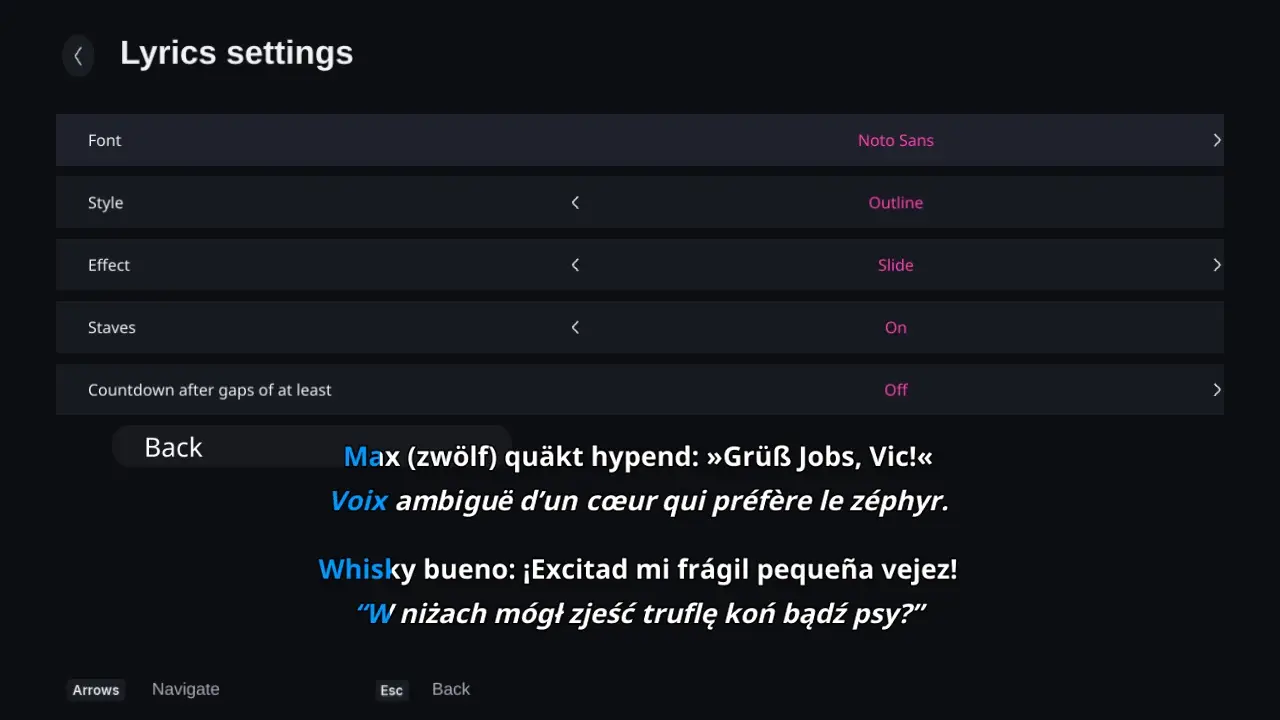 Lyrics settings
Font Noto Sans
Style Outline
Effect Slide
Staves On
Countdown after gaps of at least Off
Back
Max (zwölf) quäkt hypend: »Grüß Jobs, Vic!«
Voix ambiguë d’un cœur qui préfère le zéphyr.
Whisky bueno: ¡Excitad mi frágil pequeña vejez!
“W niżach mógł zjeść truflę koń bądź psy?”
Arrows Navigate Esc Back